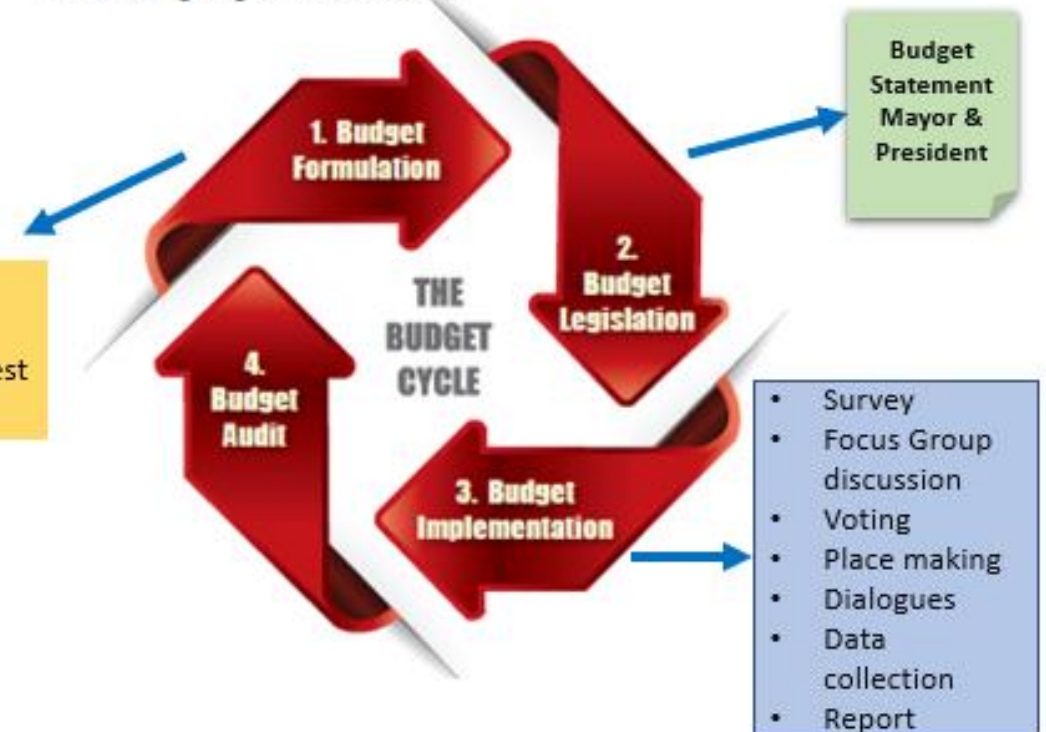 1. Budget
Formulation
Budget
Statement
Mayor &
President
2.
Budget
Legislation
THE
BUDGET
CYCLE
4.
Budget
Audit
3. Budget
Implementation
• Survey
• Focus Group
discussion
• Voting
• Place making
• Dialogues
• Data
collection
• Report